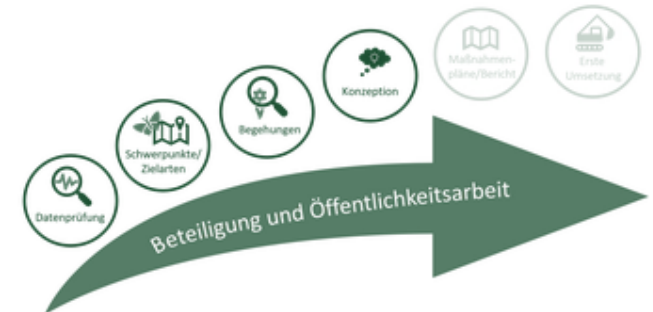 Datenprüfung
Schwerpunkte/
Zielarten
Begehungen
Konzeption
Maßnahmen-
pläne/Bericht
Erste
Umsetzung
Beteiligung und Öffentlichkeitsarbeit